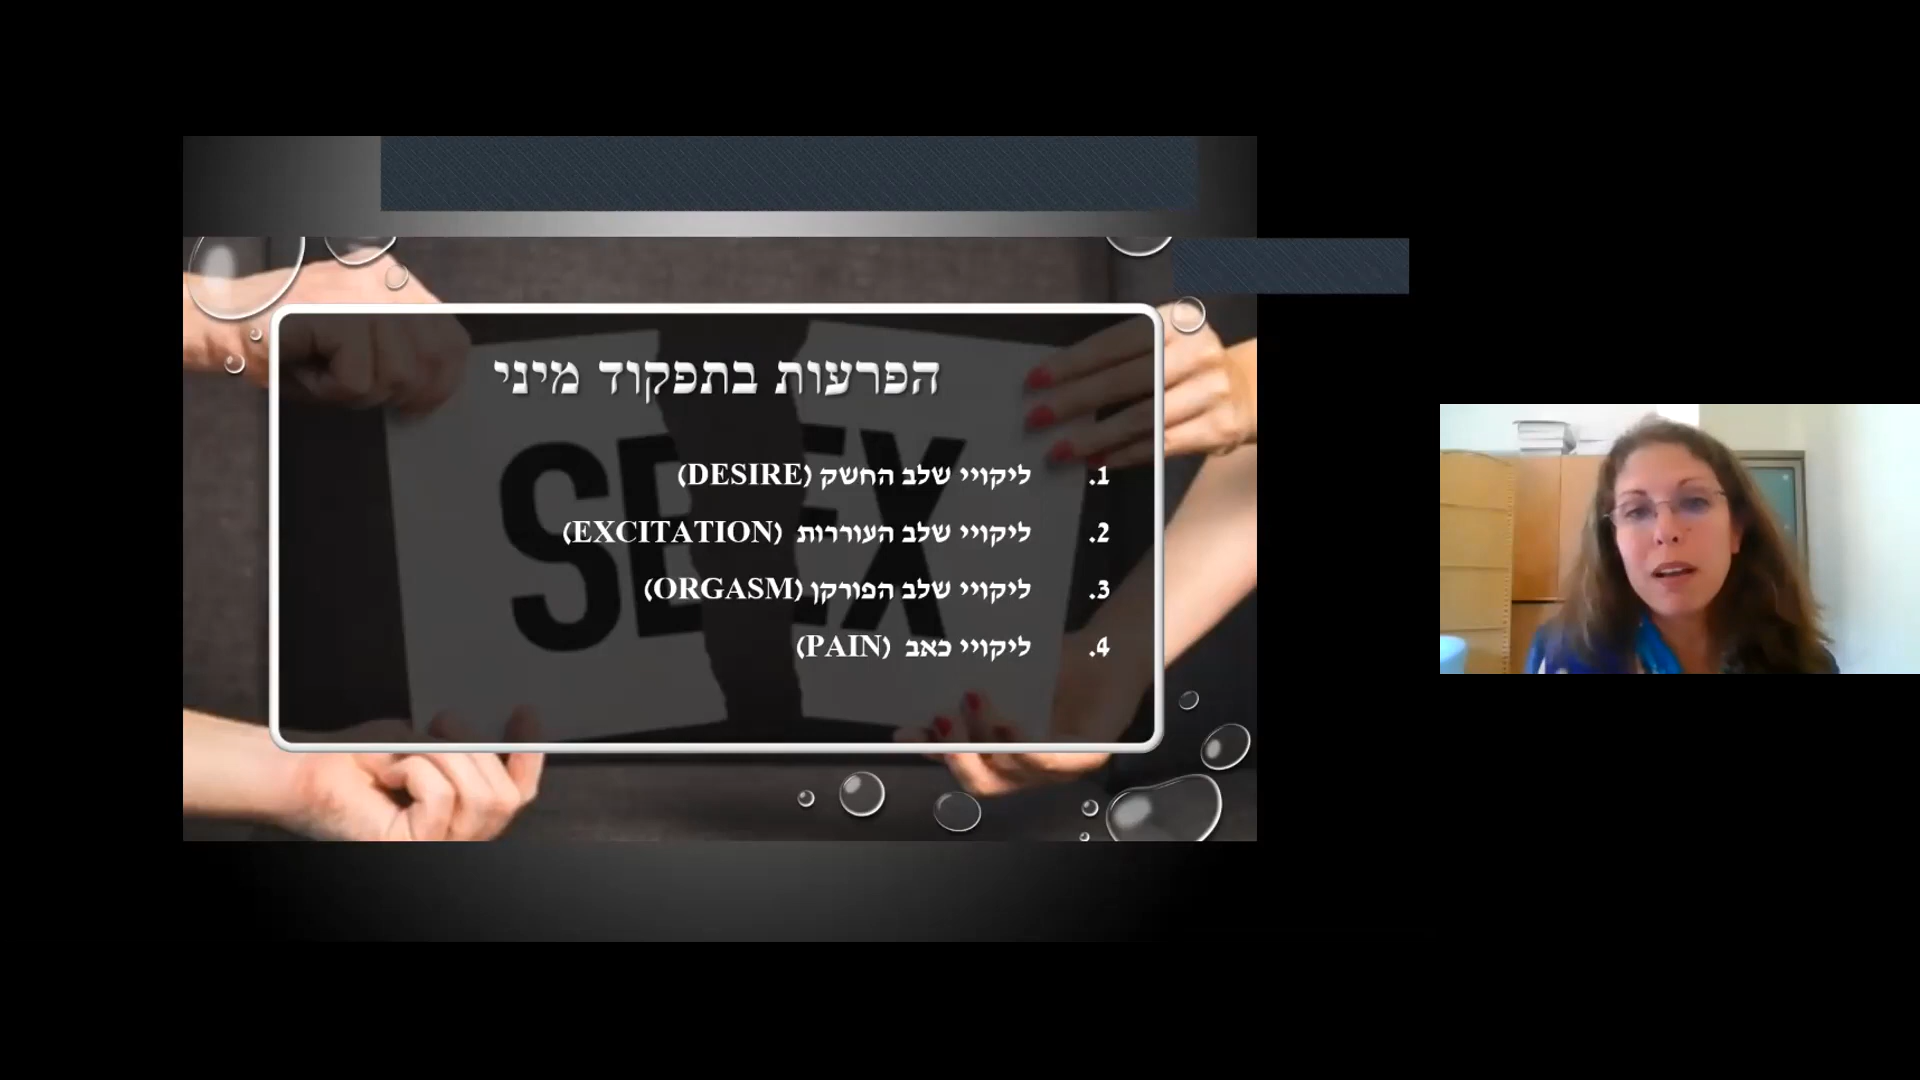 הפרעות בתפקוד מיני
SEX
1. ליקויי שלב החשק (DESIRE)
2. ליקויי שלב העוררות (EXCITATION)
3. ליקויי שלב הפורקן (ORGASM)
4. ליקויי כאב (PAIN)